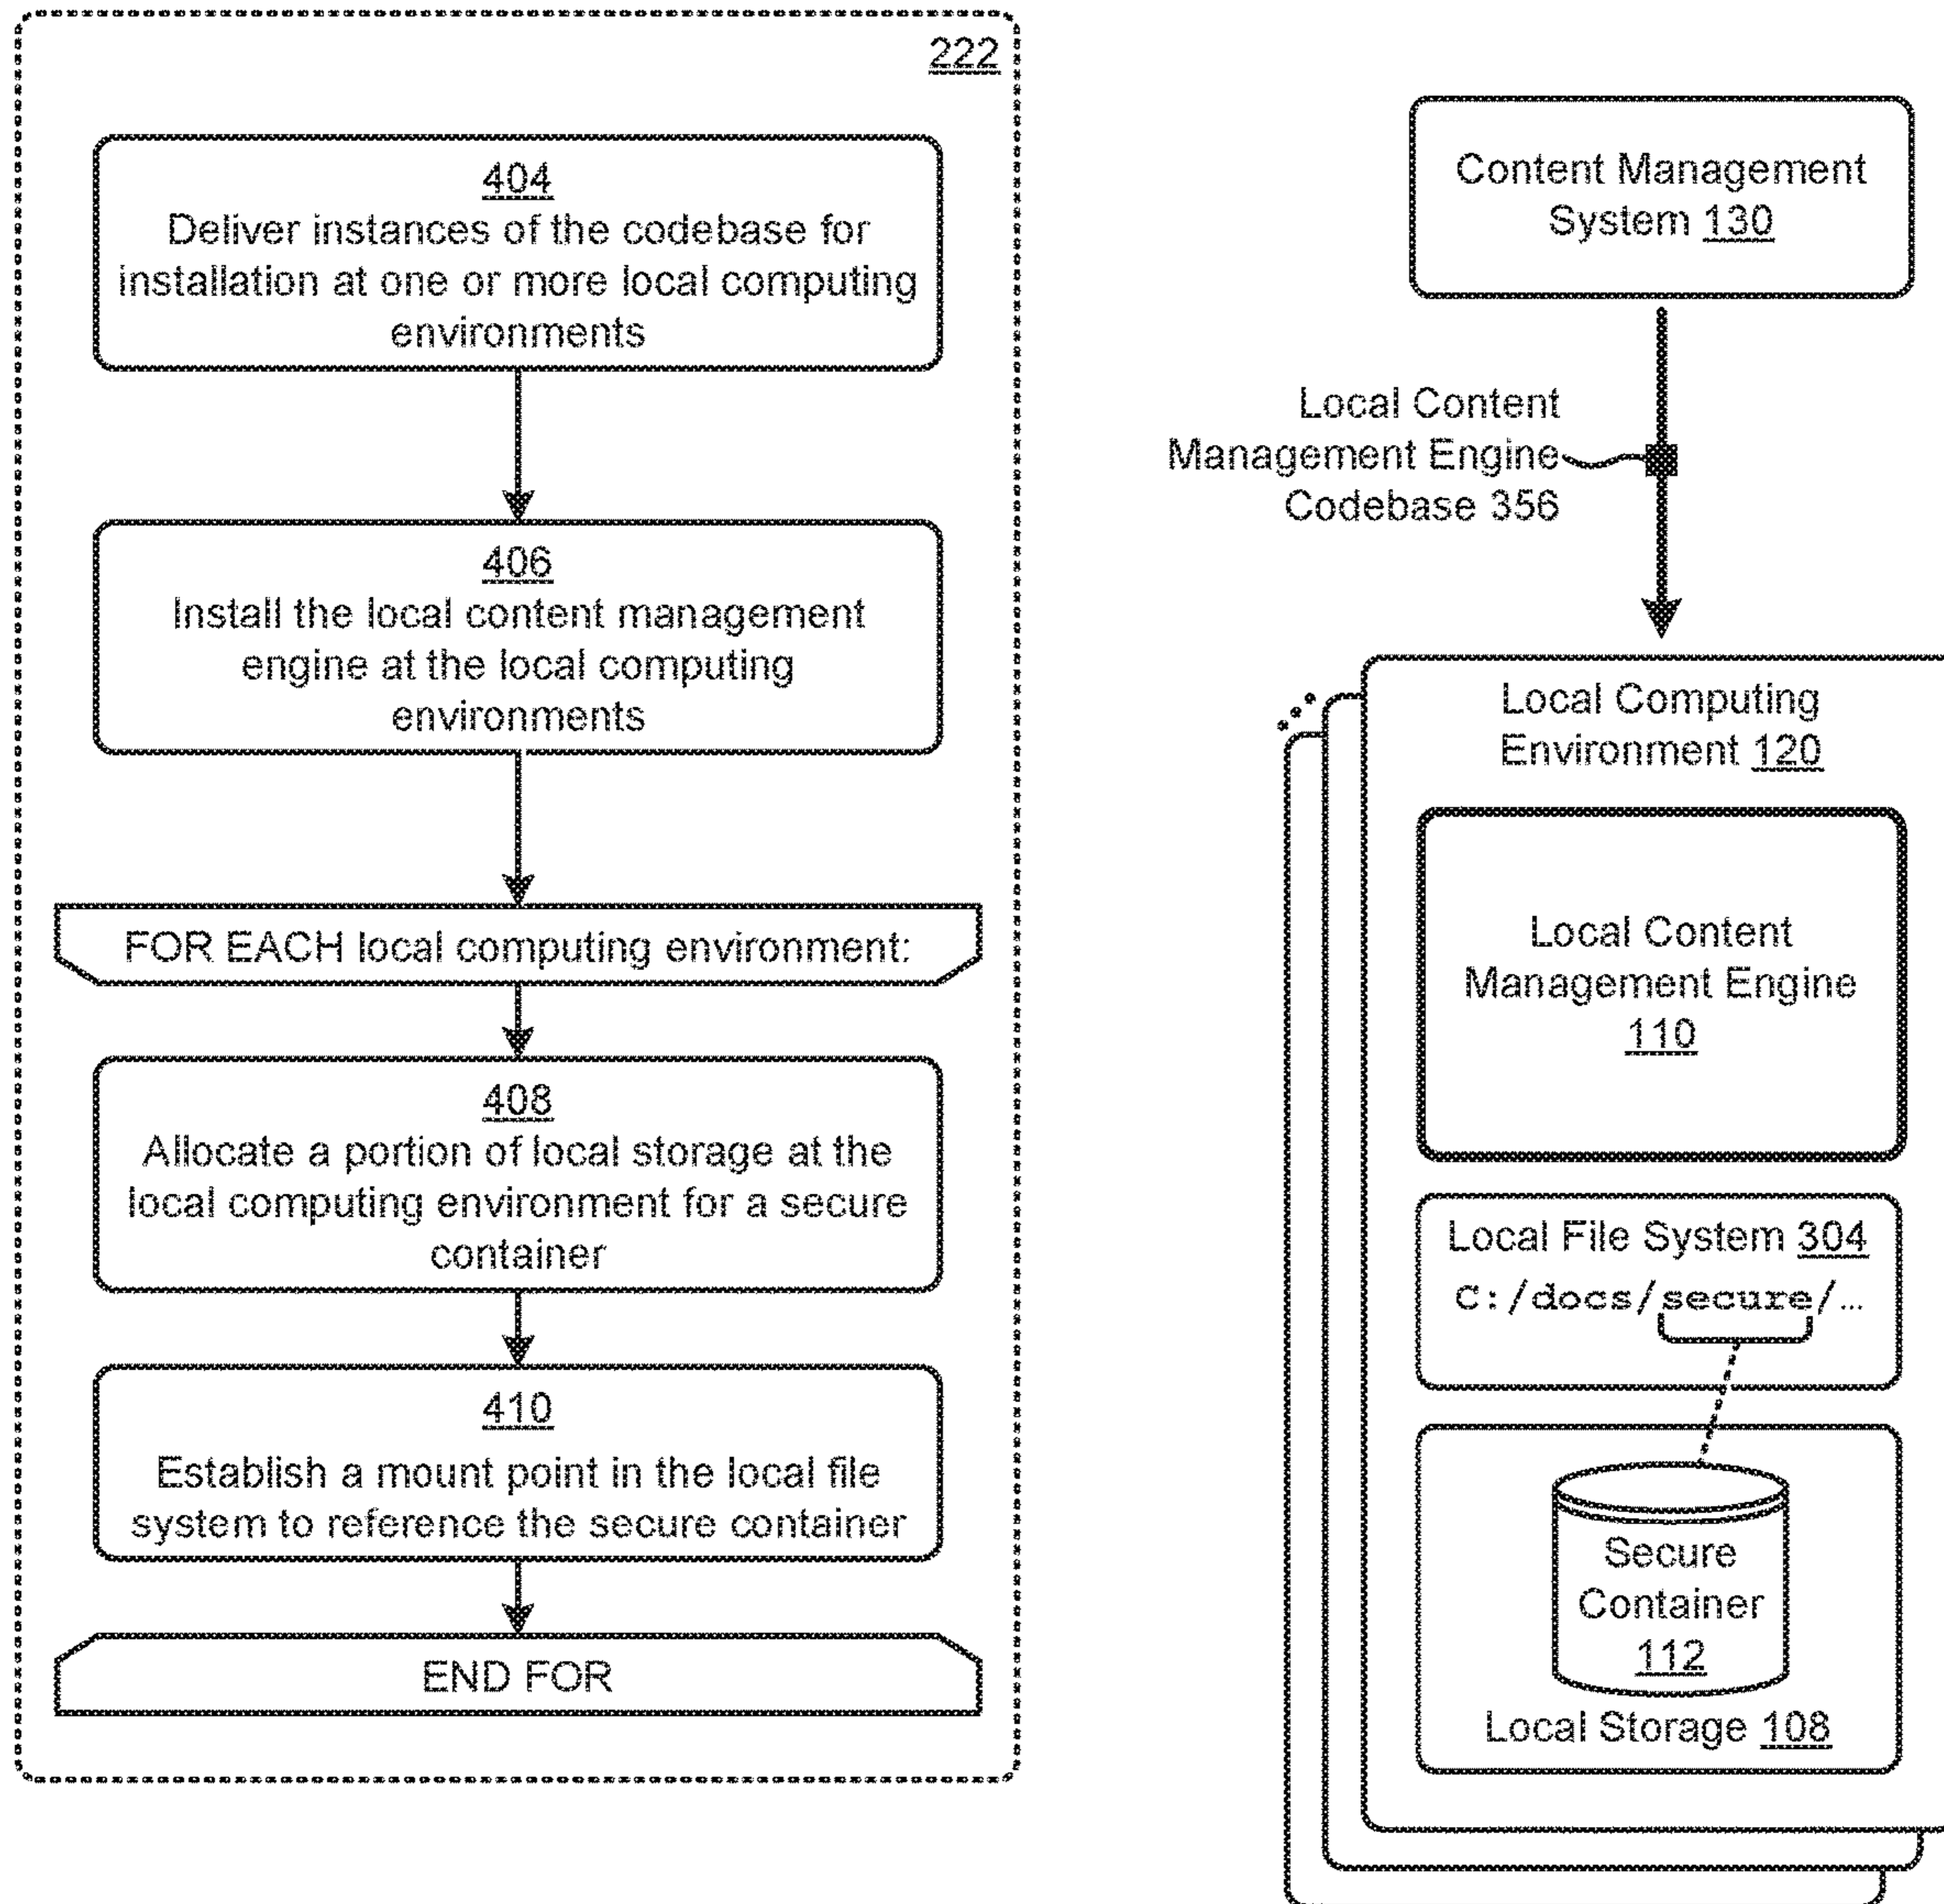 222
404
Deliver instances of the codebase for
installation at one or more local computing
environments
406
Install the local content management
engine at the local computing
environments
FOR EACH local computing environment:
408
Allocate a portion of local storage at the
local computing environment for a secure
container
410
Establish a mount point in the local file
system to reference the secure container
END FOR
Content Management
System 130
Local Content
Management Engine
Codebase 356
Local Computing
Environment 120
Local Content
Management Engine
110
Local File System 304
C:/docs/secure/…
Secure
Container
112
Local Storage 108